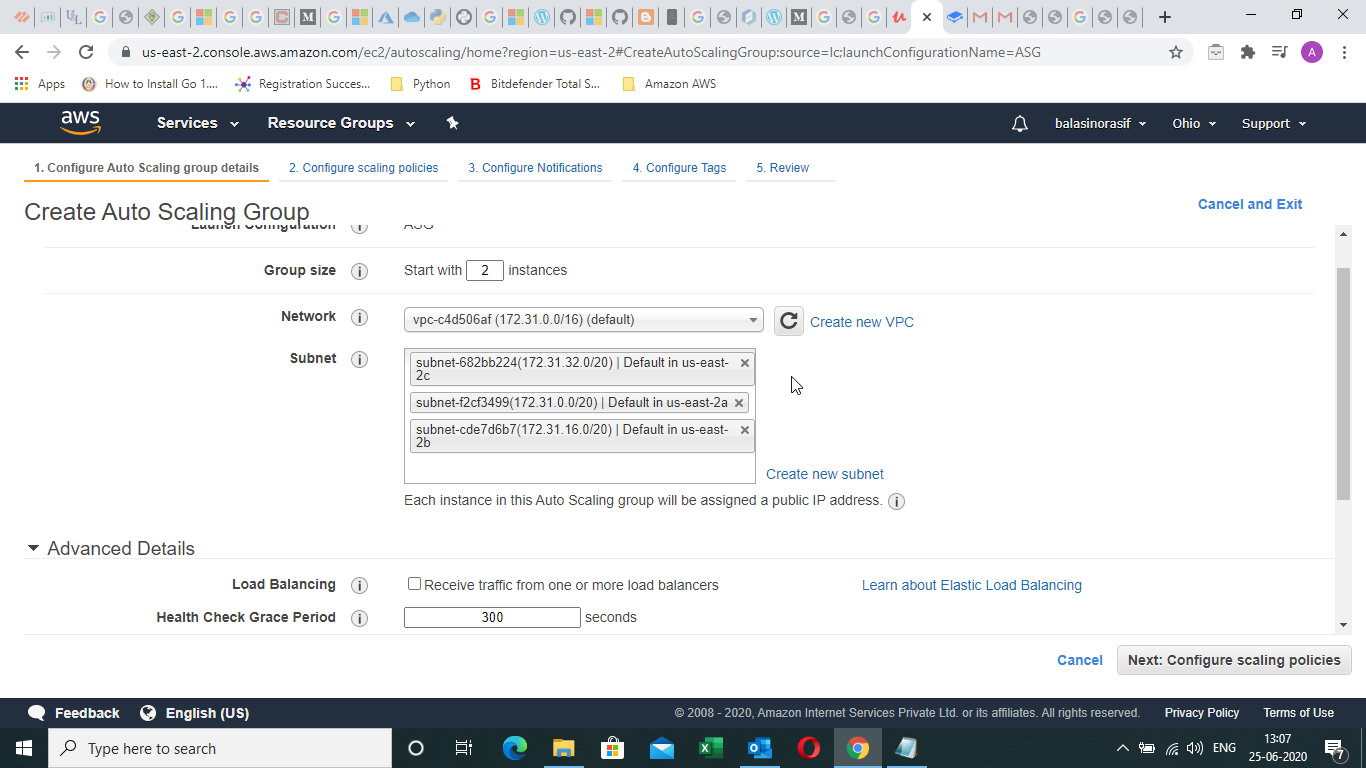 us-east-2.console.aws.amazon.com/ec2/autoscaling/home?region=us-east-2#CreateAutoScalingGroup:source=lc;launchConfigurationName=ASG
A
Apps
How to Install Go 1....
Registration Succes...
Python
Bitdefender Total S...
Amazon AWS
aws
Services
Resource Groups
balasinorasif
Ohio
Support
1. Configure Auto Scaling group details
2. Configure scaling policies
3. Configure Notifications
4. Configure Tags
5. Review
Create Auto Scaling Group
Cancel and Exit
Launch Configuration
ASG
Group size
Start with 2 instances
Network
vpc-c4d506af (172.31.0.0/16) (default)
Create new VPC
Subnet
subnet-682bb224(172.31.32.0/20) | Default in us-east-
2c
subnet-f2cf3499(172.31.0.0/20) | Default in us-east-2a
subnet-cde7d6b7(172.31.16.0/20) | Default in us-east-
2b
Create new subnet
Each instance in this Auto Scaling group will be assigned a public IP address.
Advanced Details
Load Balancing
Receive traffic from one or more load balancers
Learn about Elastic Load Balancing
Health Check Grace Period
300 seconds
Cancel
Next: Configure scaling policies
Feedback
English (US)
© 2008 - 2020, Amazon Internet Services Private Ltd. or its affiliates. All rights reserved.
Privacy Policy
Terms of Use
Type here to search
ENG
13:07
25-06-2020
7